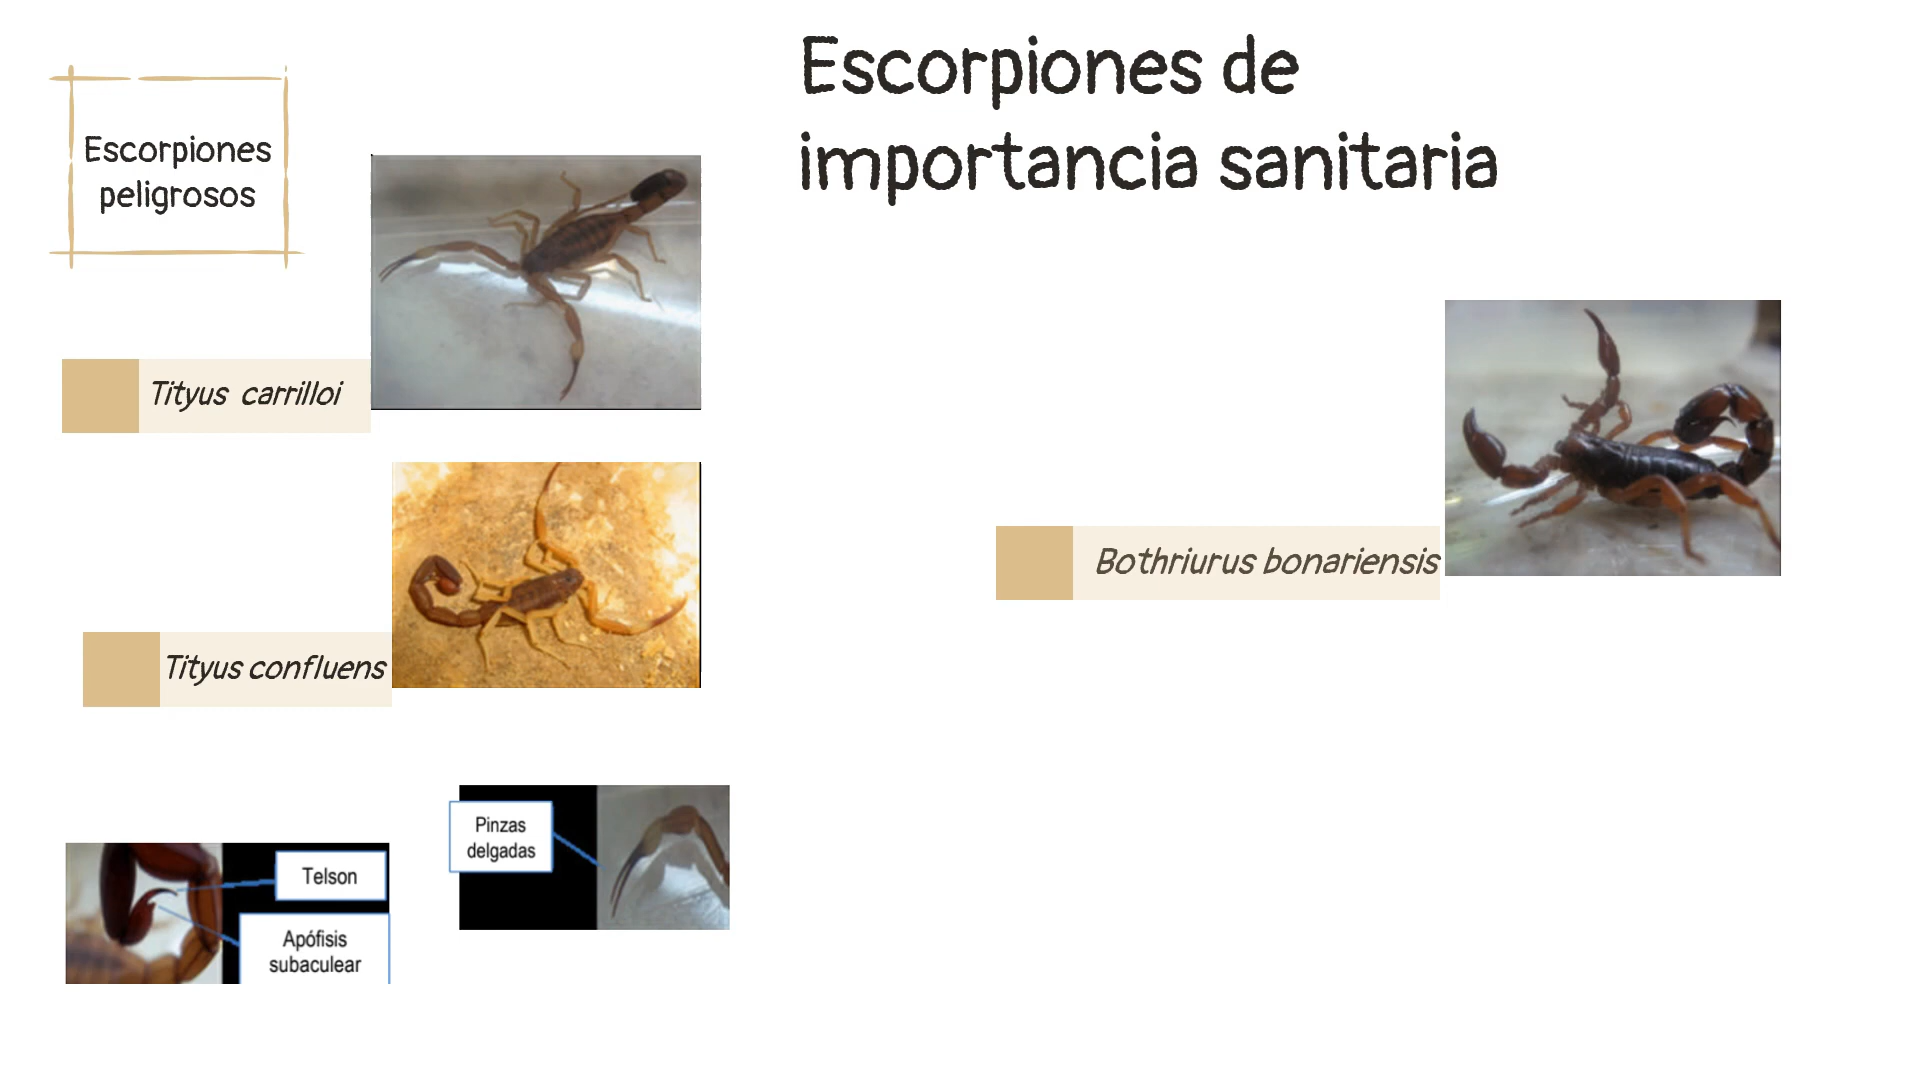 Escorpiones de
importancia sanitaria
Escorpiones
peligrosos
Tityus carrilloi
Tityus confluens
Bothriurus bonariensis
Pinzas
delgadas
Telson
Apófisis
subaculear